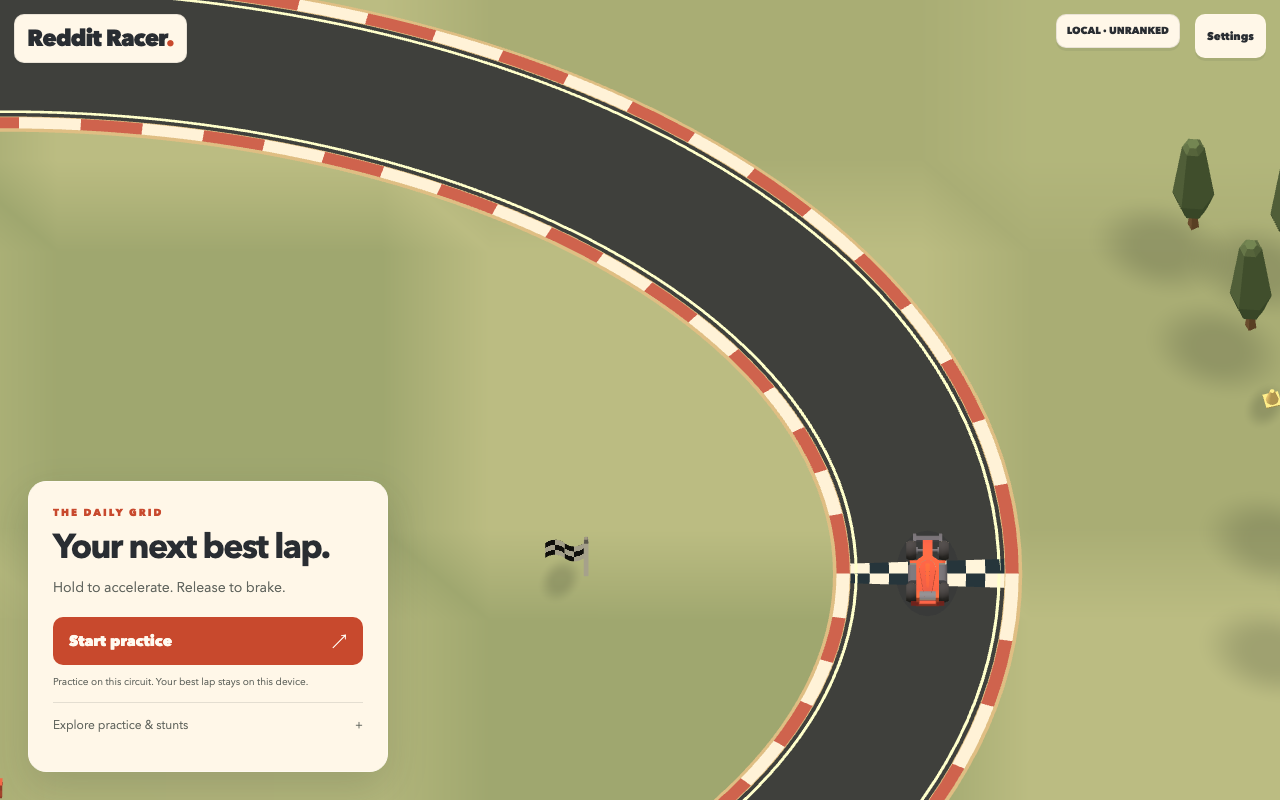 Reddit Racer.
LOCAL · UNRANKED
Settings
THE DAILY GRID
Your next best lap.
Hold to accelerate. Release to brake.
Start practice ↗
Practice on this circuit. Your best lap stays on this device.
Explore practice & stunts +